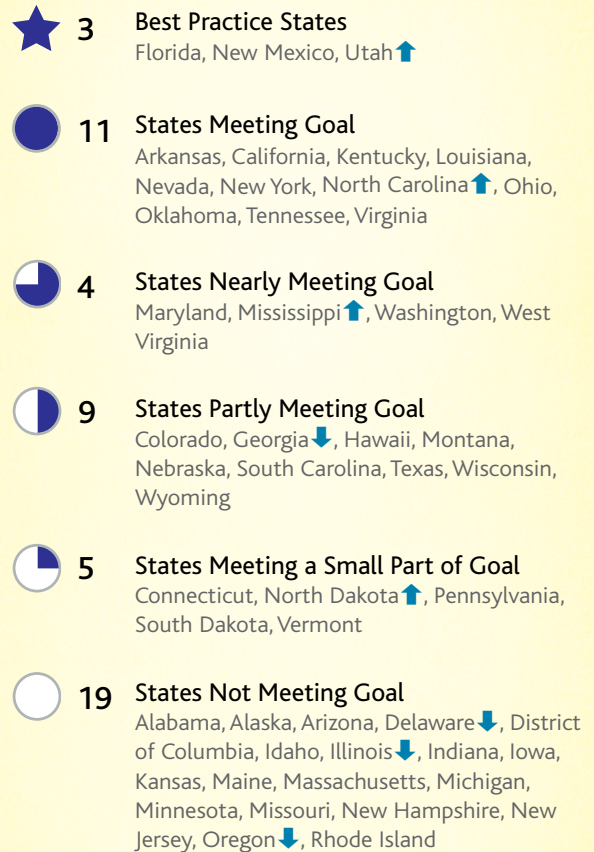 3 Best Practice States
Florida, New Mexico, Utah⬆
11 States Meeting Goal
Arkansas, California, Kentucky, Louisiana,
Nevada, New York, North Carolina⬆, Ohio,
Oklahoma, Tennessee, Virginia
4 States Nearly Meeting Goal
Maryland, Mississippi⬆, Washington, West
Virginia
9 States Partly Meeting Goal
Colorado, Georgia⬇, Hawaii, Montana,
Nebraska, South Carolina, Texas, Wisconsin,
Wyoming
5 States Meeting a Small Part of Goal
Connecticut, North Dakota⬆, Pennsylvania,
South Dakota, Vermont
19 States Not Meeting Goal
Alabama, Alaska, Arizona, Delaware⬇, District
of Columbia, Idaho, Illinois⬇, Indiana, Iowa,
Kansas, Maine, Massachusetts, Michigan,
Minnesota, Missouri, New Hampshire, New
Jersey, Oregon⬇, Rhode Island